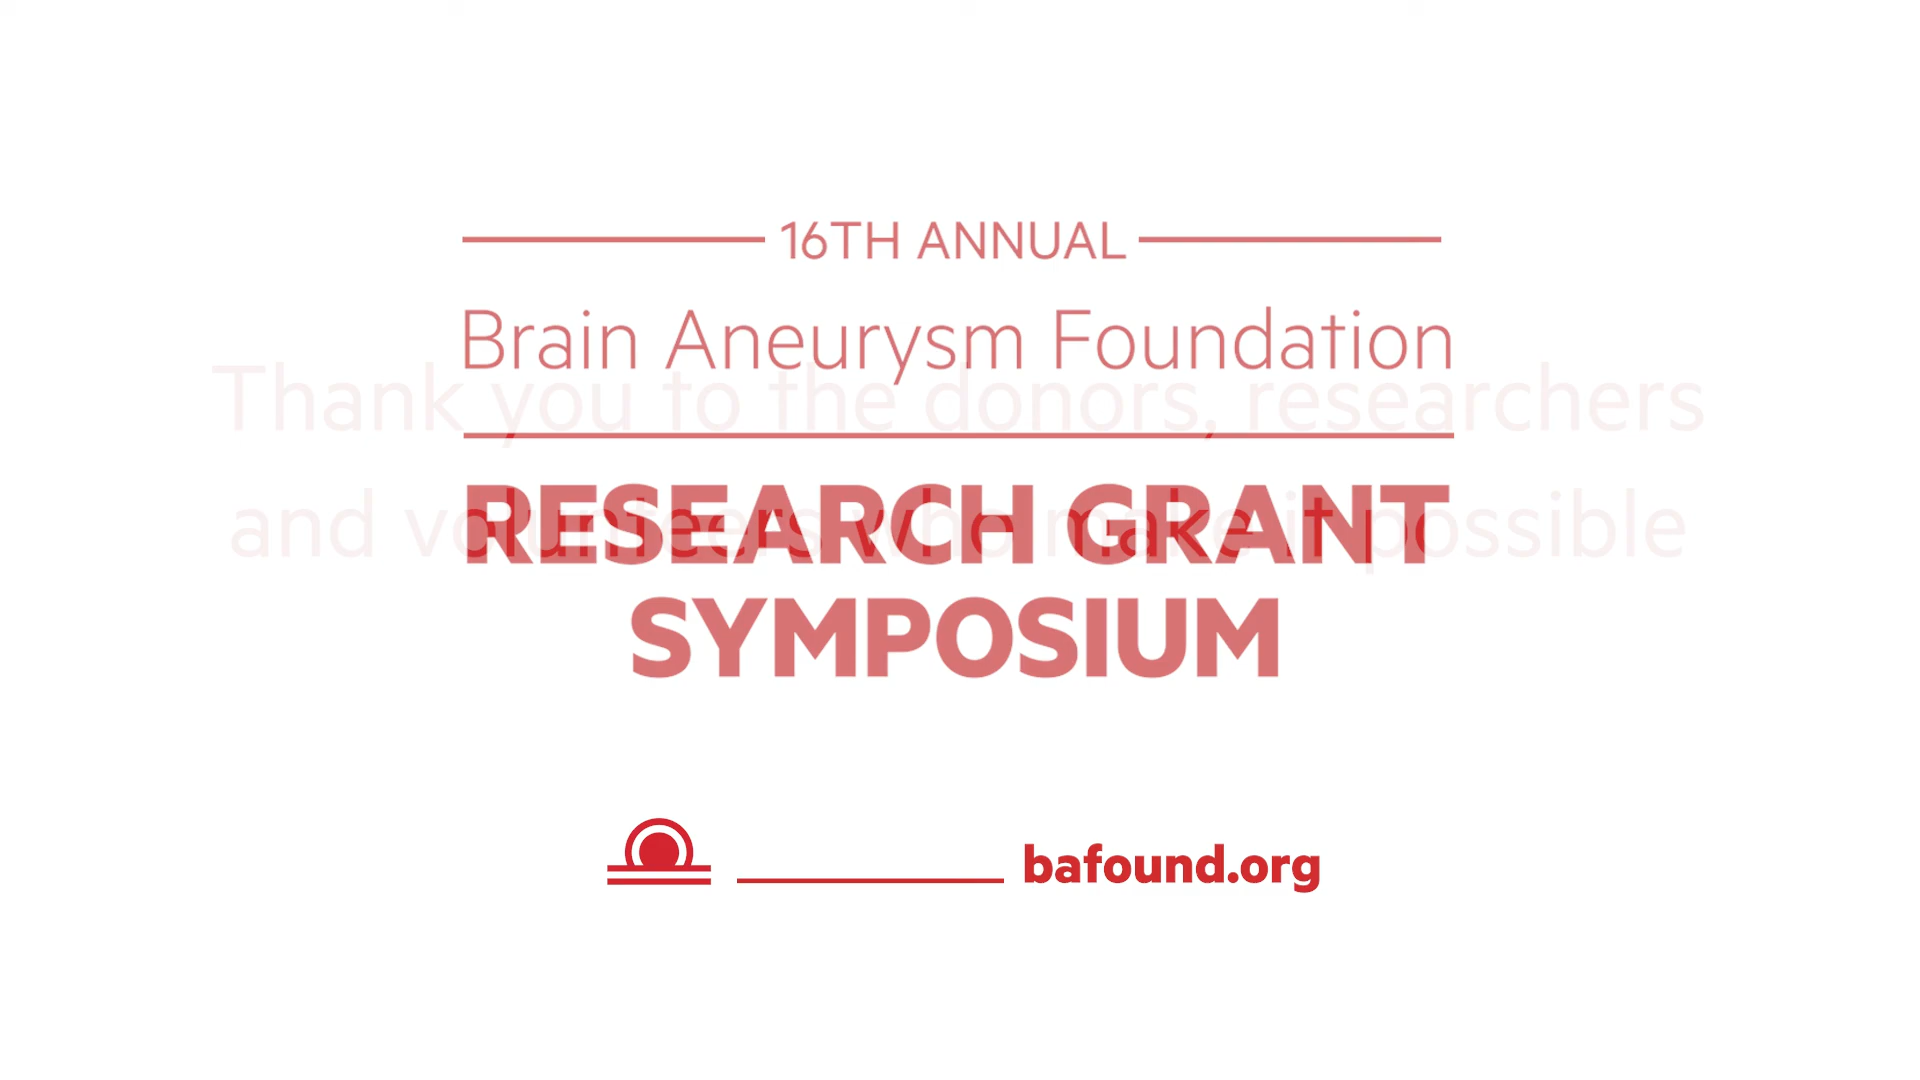 16TH ANNUAL
Brain Aneurysm Foundation
Thank you to the donors, researchers
and volunteers who make it possible
RESEARCH GRANT
SYMPOSIUM
bafound.org